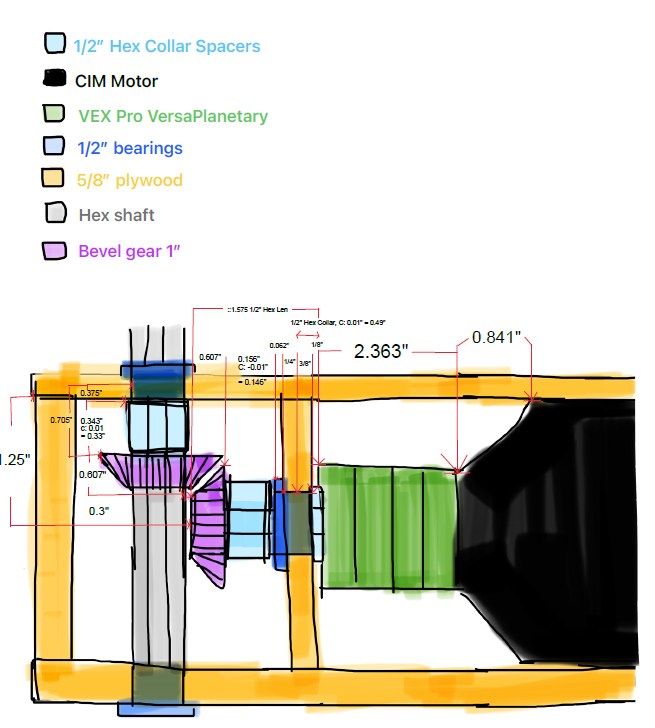 1/2” Hex Collar Spacers
CIM Motor
VEX Pro VersaPlanetary
1/2” bearings
5/8” plywood
Hex shaft
Bevel gear 1”
::1.575 1/2" Hex Len
1/2" Hex Collar, C: 0.01" = 0.49"
0.841"
0.062"
1/8"
2.363"
0.607"
0.156"
C: -0.01"
= 0.146"
1/4"
3/8"
0.375"
0.705"
0.343"
c: 0.01
= 0.33"
1.25"
0.607"
0.3"